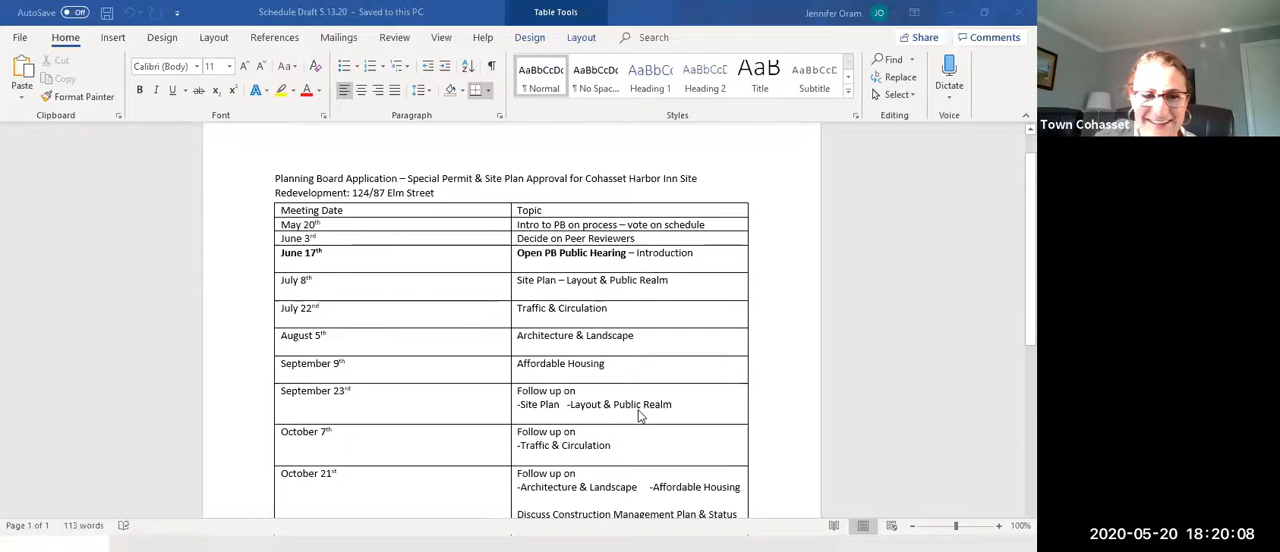 AutoSave Off
Schedule Draft 5.13.20 - Saved to this PC
Table Tools
Jennifer Oram JO
File Home Insert Design Layout References Mailings Review View Help Design Layout Search
Share Comments
Paste
Cut
Copy
Format Painter
Clipboard
Calibri (Body) 11
Font
Paragraph
AaBbCcDc AaBbCcDc AaBbCc AaBbCcD AaB AaBbCcD
¶ Normal ¶ No Spac... Heading 1 Heading 2 Title Subtitle
Styles
Find
Replace
Select
Editing
Dictate
Voice
Town Cohasset
Planning Board Application – Special Permit & Site Plan Approval for Cohasset Harbor Inn Site
Redevelopment: 124/87 Elm Street
Meeting Date Topic
May 20th Intro to PB on process – vote on schedule
June 3rd Decide on Peer Reviewers
June 17th Open PB Public Hearing – Introduction
July 8th Site Plan – Layout & Public Realm
July 22nd Traffic & Circulation
August 5th Architecture & Landscape
September 9th Affordable Housing
September 23rd Follow up on
-Site Plan -Layout & Public Realm
October 7th Follow up on
-Traffic & Circulation
October 21st Follow up on
-Architecture & Landscape -Affordable Housing
Discuss Construction Management Plan & Status
Page 1 of 1 113 words
100%
2020-05-20 18:20:08